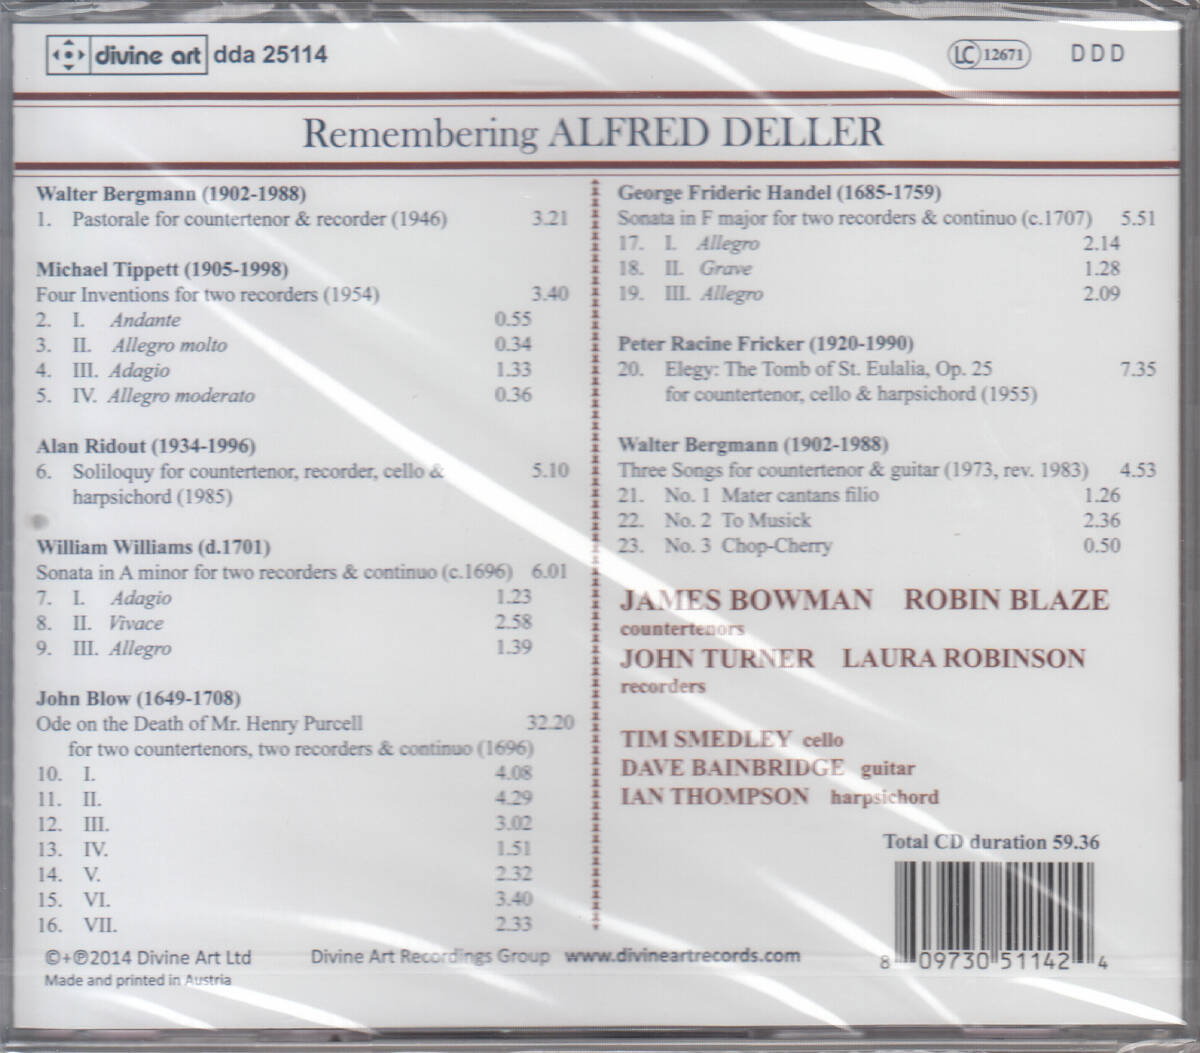 divine art dda 25114
LC 12671
DDD
Remembering ALFRED DELLER
Walter Bergmann (1902-1988)
1. Pastorale for countertenor & recorder (1946) 3.21
Michael Tippett (1905-1998)
Four Inventions for two recorders (1954) 3.40
2. I. Andante 0.55
3. II. Allegro molto 0.34
4. III. Adagio 1.33
5. IV. Allegro moderato 0.36
Alan Ridout (1934-1996)
6. Soliloquy for countertenor, recorder, cello & 5.10
harpsichord (1985)
William Williams (d.1701)
Sonata in A minor for two recorders & continuo (c.1696) 6.01
7. I. Adagio 1.23
8. II. Vivace 2.58
9. III. Allegro 1.39
John Blow (1649-1708)
Ode on the Death of Mr. Henry Purcell 32.20
for two countertenors, two recorders & continuo (1696)
10. I. 4.08
11. II. 4.29
12. III. 3.02
13. IV. 1.51
14. V. 2.32
15. VI. 3.40
16. VII. 2.33
George Frideric Handel (1685-1759)
Sonata in F major for two recorders & continuo (c.1707) 5.51
17. I. Allegro 2.14
18. II. Grave 1.28
19. III. Allegro 2.09
Peter Racine Fricker (1920-1990)
20. Elegy: The Tomb of St. Eulalia, Op. 25 7.35
for countertenor, cello & harpsichord (1955)
Walter Bergmann (1902-1988)
Three Songs for countertenor & guitar (1973, rev. 1983) 4.53
21. No. 1 Mater cantans filio 1.26
22. No. 2 To Musick 2.36
23. No. 3 Chop-Cherry 0.50
JAMES BOWMAN ROBIN BLAZE
countertenors
JOHN TURNER LAURA ROBINSON
recorders
TIM SMEDLEY cello
DAVE BAINBRIDGE guitar
IAN THOMPSON harpsichord
Total CD duration 59.36
8 09730 51142 4
©+℗2014 Divine Art Ltd Divine Art Recordings Group www.divineartrecords.com
Made and printed in Austria